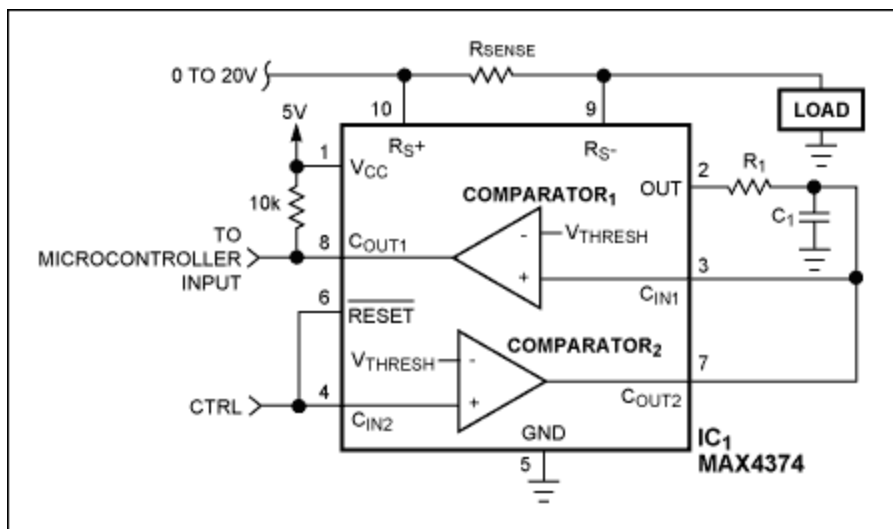 RSENSE
0 TO 20V
10
9
LOAD
5V
RS+
RS-
1
VCC
2
R1
OUT
10k
COMPARATOR1
C1
-
VTHRESH
TO
MICROCONTROLLER
INPUT
8
COUT1
+
3
CIN1
6
RESET
COMPARATOR2
VTHRESH
-
7
CTRL
4
CIN2
+
COUT2
GND
5
IC1
MAX4374